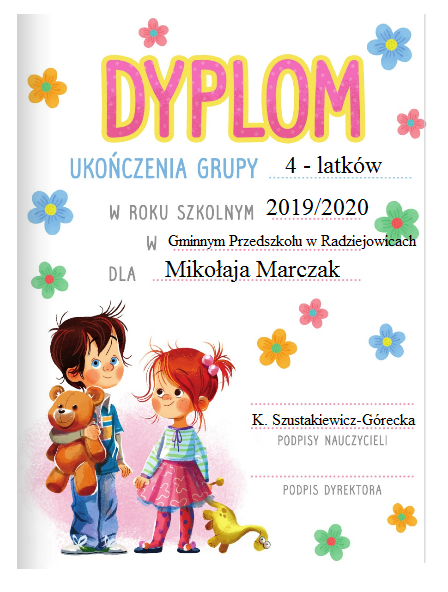 DYPLOM
UKOŃCZENIA GRUPY 4 - latków
W ROKU SZKOLNYM 2019/2020
W Gminnym Przedszkolu w Radziejowicach
DLA Mikołaja Marczak
K. Szustakiewicz-Górecka
PODPISY NAUCZYCIELI
PODPIS DYREKTORA